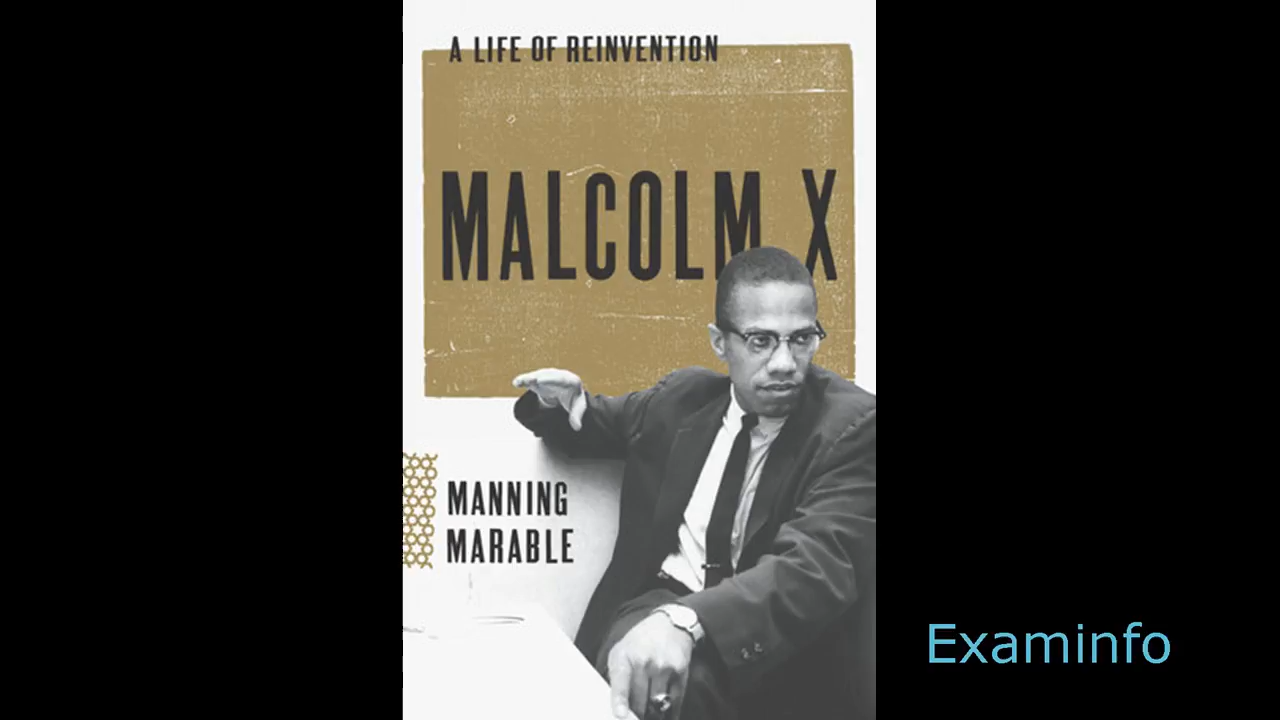 A LIFE OF REINVENTION
MALCOLM X
MANNING
MARABLE
Examinfo